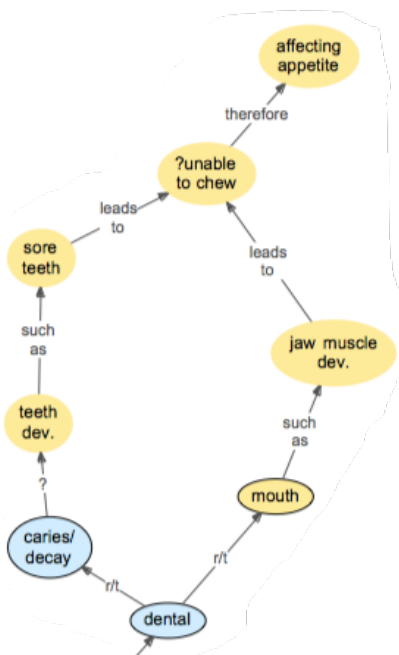 affecting
appetite
therefore
?unable
to chew
leads
to
sore
teeth
leads
to
such
as
jaw muscle
dev.
teeth
dev.
such
as
?
mouth
caries/
decay
r/t
r/t
dental